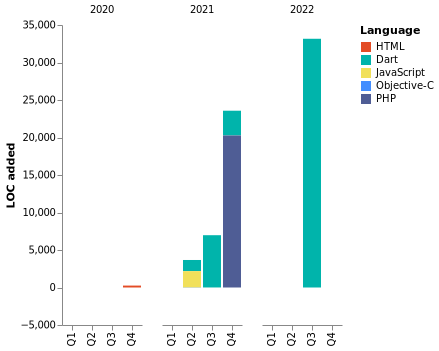 2020 2021 2022
35,000
30,000
25,000
20,000
15,000
10,000
5,000
0
−5,000
LOC added
Q1 Q2 Q3 Q4 Q1 Q2 Q3 Q4 Q1 Q2 Q3 Q4
Language
HTML
Dart
JavaScript
Objective-C
PHP